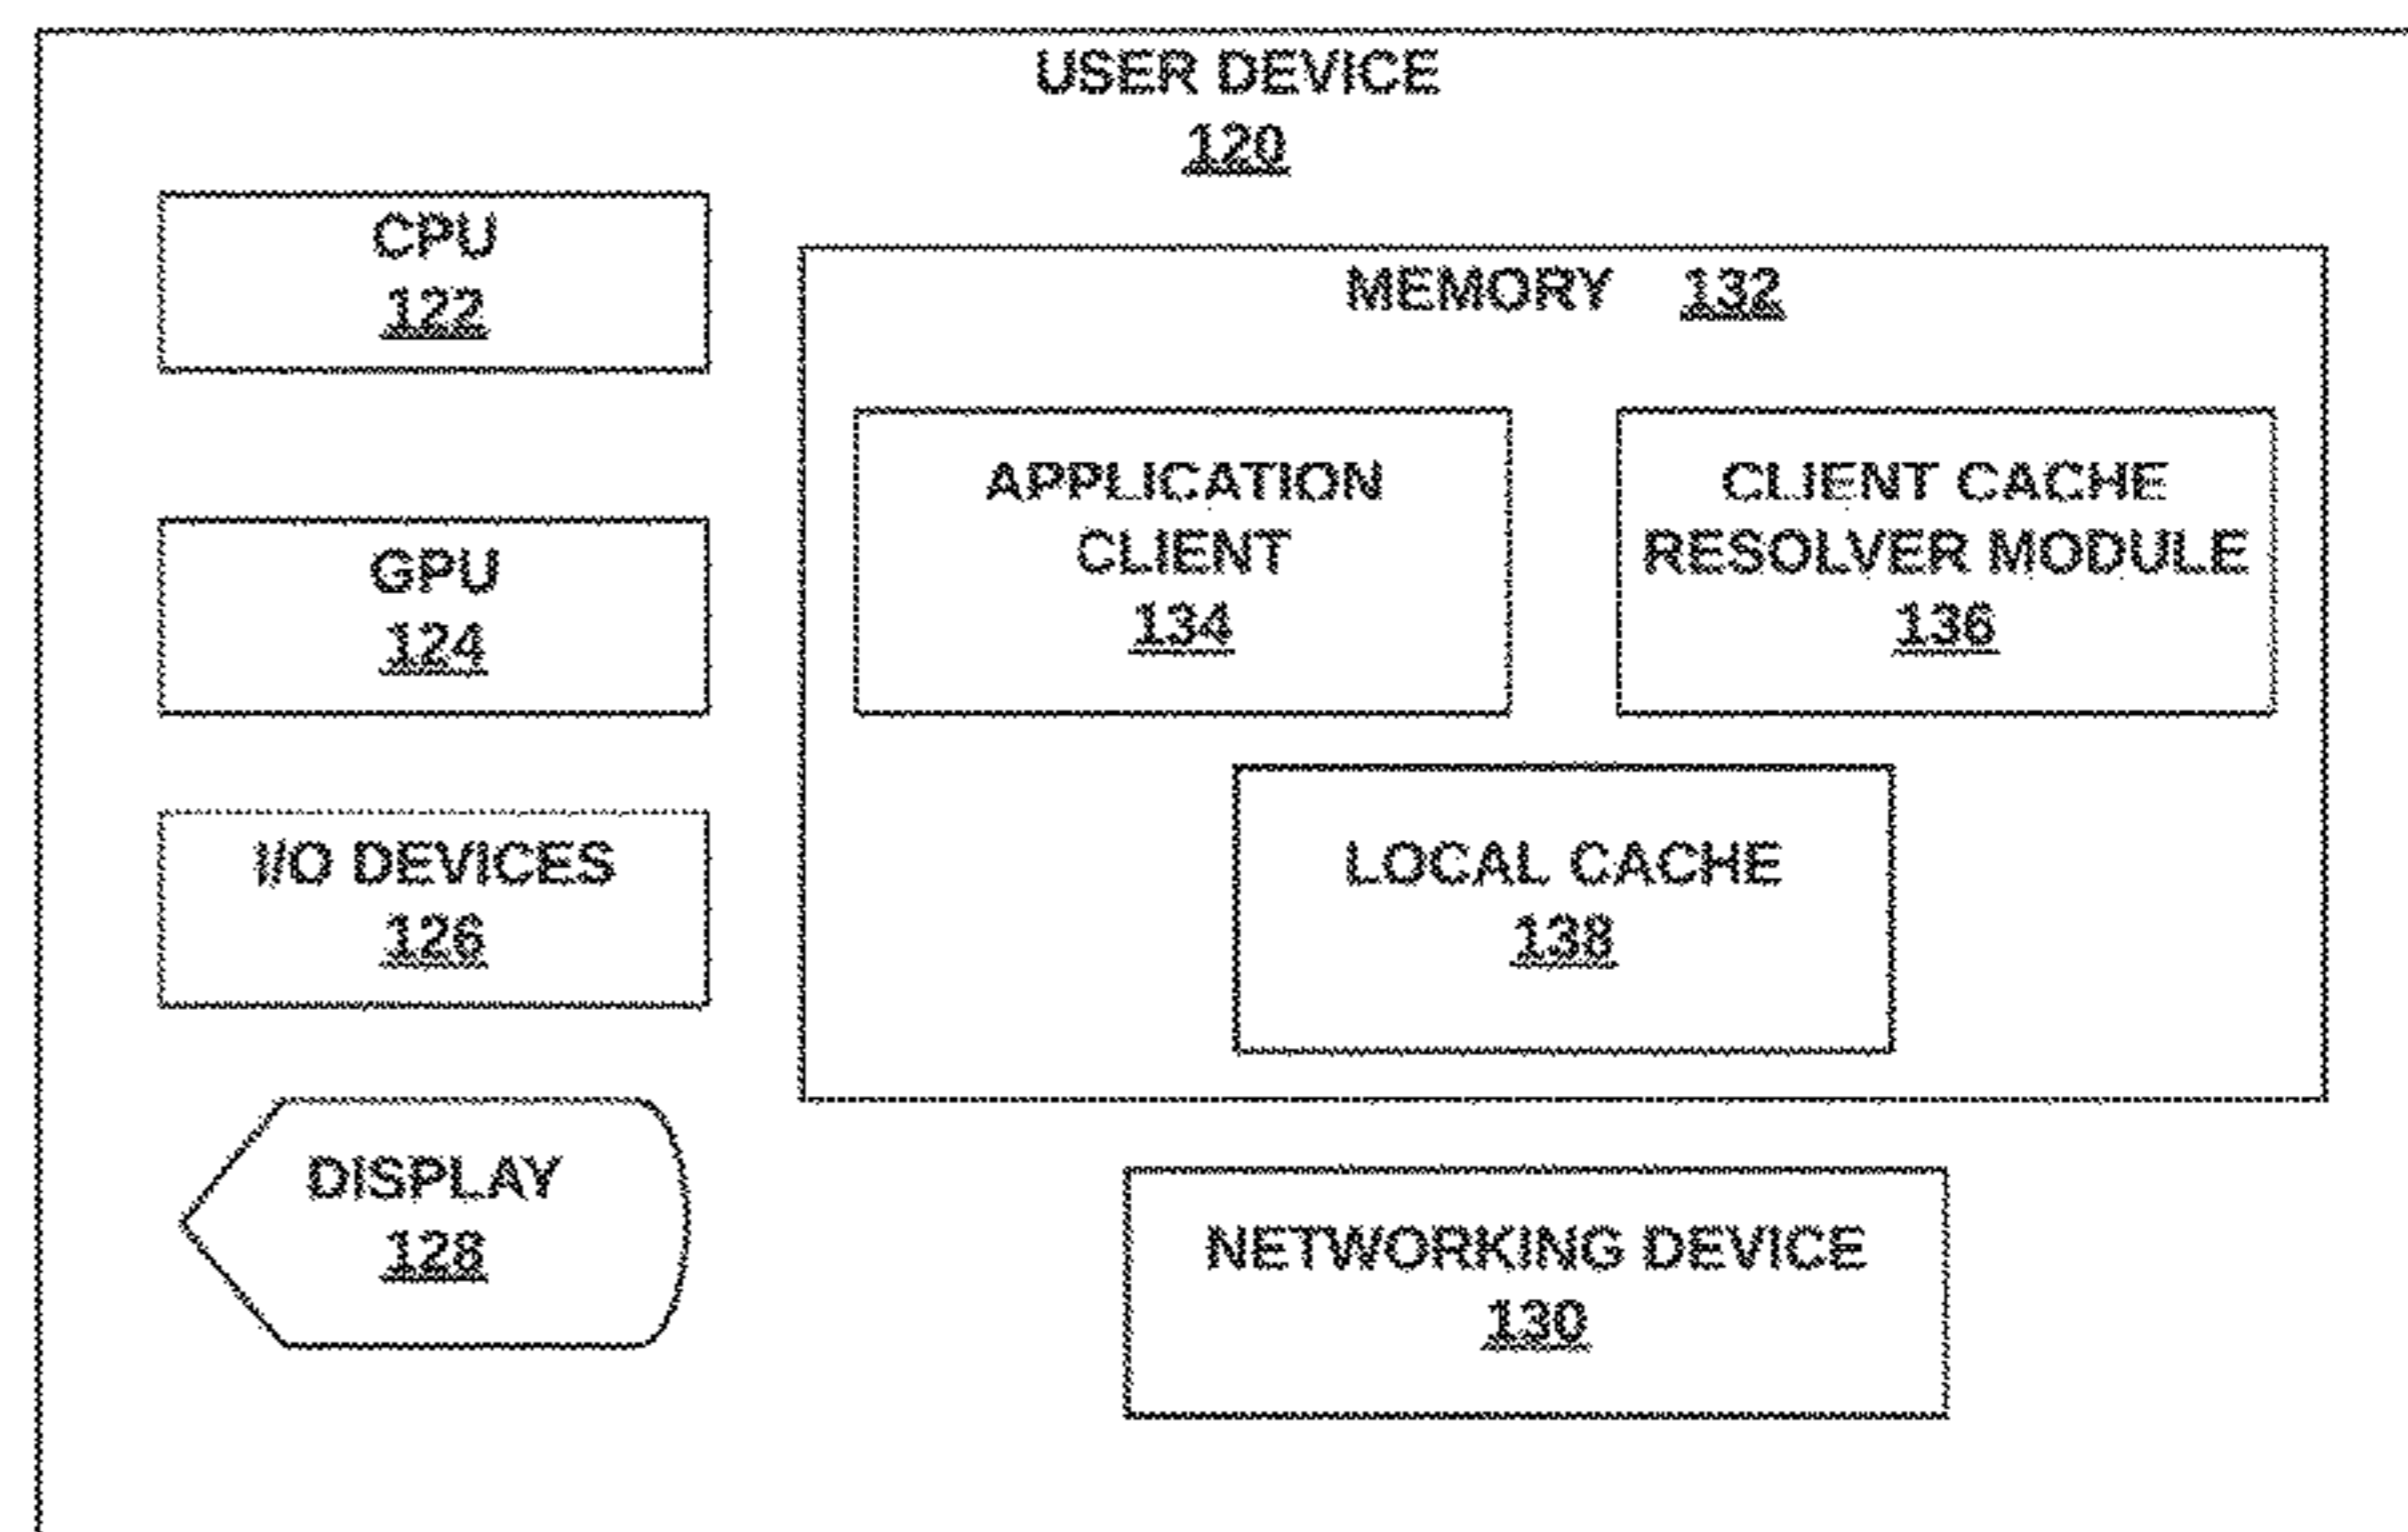 USER DEVICE
120
CPU
122
GPU
124
I/O DEVICES
126
DISPLAY
128
MEMORY 132
APPLICATION
CLIENT
134
CLIENT CACHE
RESOLVER MODULE
136
LOCAL CACHE
138
NETWORKING DEVICE
130